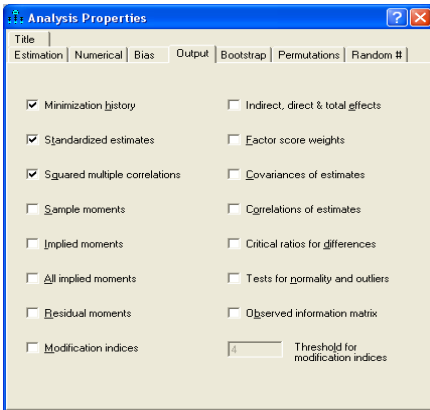 Analysis Properties
Title
Estimation Numerical Bias Output Bootstrap Permutations Random #
Minimization history
Indirect, direct & total effects
Standardized estimates
Factor score weights
Squared multiple correlations
Covariances of estimates
Sample moments
Correlations of estimates
Implied moments
Critical ratios for differences
All implied moments
Tests for normality and outliers
Residual moments
Observed information matrix
Modification indices
4
Threshold for
modification indices